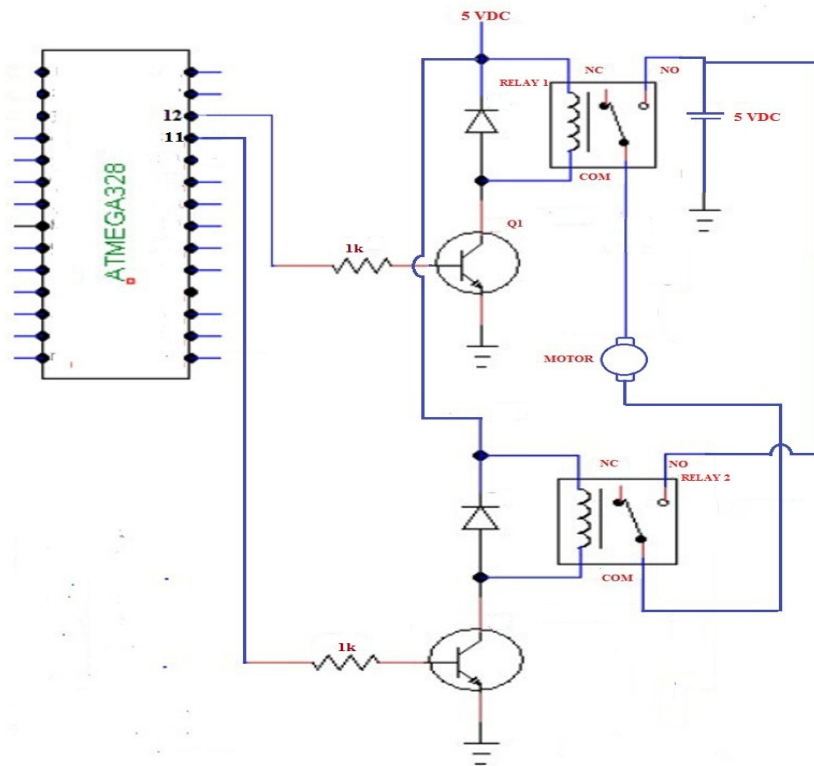 5 VDC
NC
NO
RELAY 1
12
11
5 VDC
ATMEGA328
COM
Q1
1k
MOTOR
NC
NO
RELAY 2
COM
1k